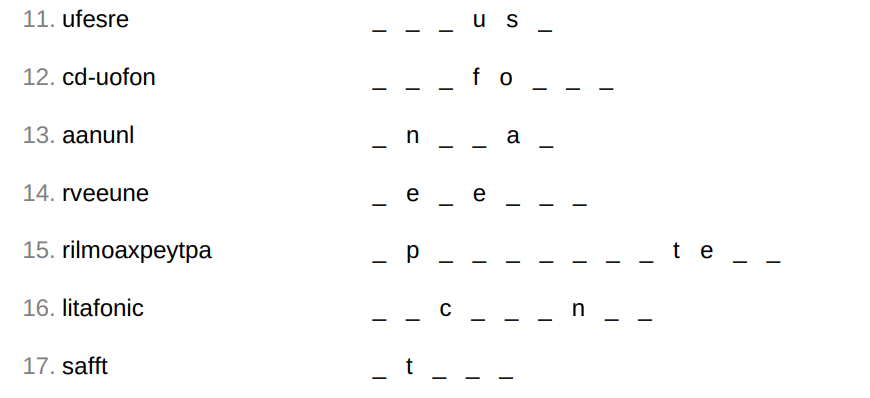 11. ufesre _ _ _ u s _
12. cd-uofon _ _ _ f o _ _ _
13. aanunl _ n _ _ a _
14. rveeune _ e _ e _ _ _
15. rilmoaxpeytpa _ p _ _ _ _ _ _ _ t e _ _
16. litafonic _ _ c _ _ _ n _ _
17. safft _ t _ _ _